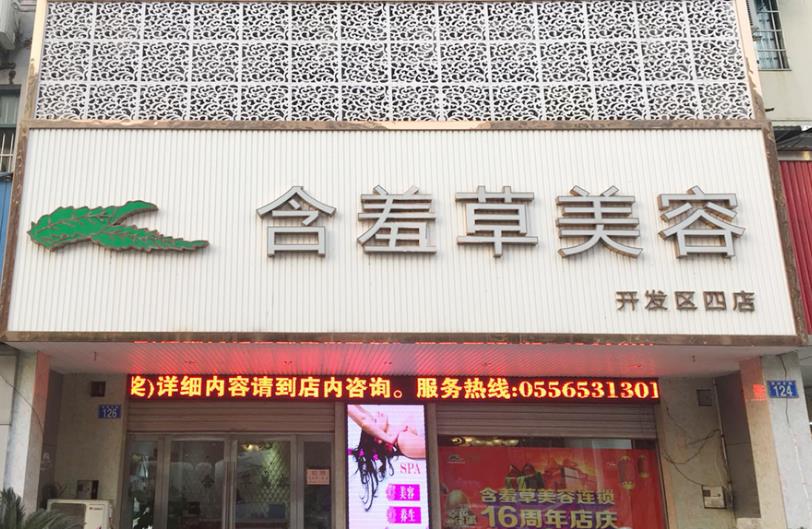 含羞草美容
开发区四店
奖)详细内容请到店内咨询。服务热线:0556531301
126
124
SPA
美容
养生
含羞草美容连锁
16周年店庆